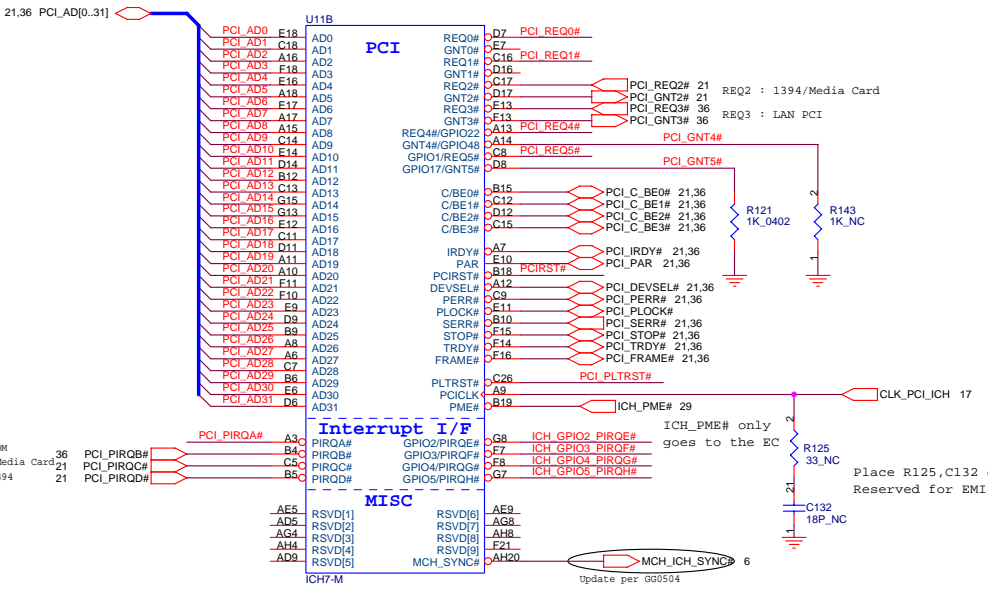 21,36 PCI_AD[0..31]
U11B
PCI
PCI_AD0 E18 AD0
PCI_AD1 C18 AD1
PCI_AD2 A16 AD2
PCI_AD3 F18 AD3
PCI_AD4 E16 AD4
PCI_AD5 A18 AD5
PCI_AD6 E17 AD6
PCI_AD7 A17 AD7
PCI_AD8 A15 AD8
PCI_AD9 C14 AD9
PCI_AD10 E14 AD10
PCI_AD11 D14 AD11
PCI_AD12 B12 AD12
PCI_AD13 C13 AD13
PCI_AD14 G15 AD14
PCI_AD15 G13 AD15
PCI_AD16 E12 AD16
PCI_AD17 C11 AD17
PCI_AD18 D11 AD18
PCI_AD19 A11 AD19
PCI_AD20 A10 AD20
PCI_AD21 F11 AD21
PCI_AD22 F10 AD22
PCI_AD23 E9 AD23
PCI_AD24 D9 AD24
PCI_AD25 B9 AD25
PCI_AD26 A8 AD26
PCI_AD27 A6 AD27
PCI_AD28 C7 AD28
PCI_AD29 B6 AD29
PCI_AD30 E6 AD30
PCI_AD31 D6 AD31
REQ0# D7 PCI_REQ0#
GNT0# E7
REQ1# C16 PCI_REQ1#
GNT1# D16
REQ2# C17 PCI_REQ2# 21
GNT2# D17 PCI_GNT2# 21
REQ3# E13 PCI_REQ3# 36
GNT3# F13 PCI_GNT3# 36
REQ2 : 1394/Media Card
REQ3 : LAN PCI
REQ4#/GPIO22 A13 PCI_REQ4#
GNT4#/GPIO48 A14 PCI_GNT4#
GPIO1/REQ5# C8 PCI_REQ5#
GPIO17/GNT5# D8 PCI_GNT5#
C/BE0# B15 PCI_C_BE0# 21,36
C/BE1# C12 PCI_C_BE1# 21,36
C/BE2# D12 PCI_C_BE2# 21,36
C/BE3# C15 PCI_C_BE3# 21,36
R121
1K_0402
2
R143
1K_NC
1
IRDY# A7 PCI_IRDY# 21,36
PAR E10 PCI_PAR 21,36
PCIRST# B18 PCIRST#
DEVSEL# A12 PCI_DEVSEL# 21,36
PERR# C9 PCI_PERR# 21,36
PLOCK# E11 PCI_PLOCK#
SERR# B10 PCI_SERR# 21,36
STOP# F15 PCI_STOP# 21,36
TRDY# F14 PCI_TRDY# 21,36
FRAME# F16 PCI_FRAME# 21,36
PLTRST# C26 PCI_PLTRST#
PCICLK A9 CLK_PCI_ICH 17
PME# B19 ICH_PME# 29
ICH_PME# only
goes to the EC
Interrupt I/F
PCI_PIRQA# A3 PIRQA#
36 PCI_PIRQB# B4 PIRQB#
Media Card 21 PCI_PIRQC# C5 PIRQC#
21 PCI_PIRQD# B5 PIRQD#
GPIO2/PIRQE# G8 ICH_GPIO2_PIRQE#
GPIO3/PIRQF# F7 ICH_GPIO3_PIRQF#
GPIO4/PIRQG# F8 ICH_GPIO4_PIRQG#
GPIO5/PIRQH# G7 ICH_GPIO5_PIRQH#
2
R125
33_NC
21
C132
18P_NC
1
Place R125,C132
Reserved for EMI
MISC
AE5 RSVD[1]
AD5 RSVD[2]
AG4 RSVD[3]
AH4 RSVD[4]
AD9 RSVD[5]
RSVD[6] AE9
RSVD[7] AG8
RSVD[8] AH8
RSVD[9] F21
MCH_SYNC# AH20 MCH_ICH_SYNC# 6
Update per GG0504
ICH7-M